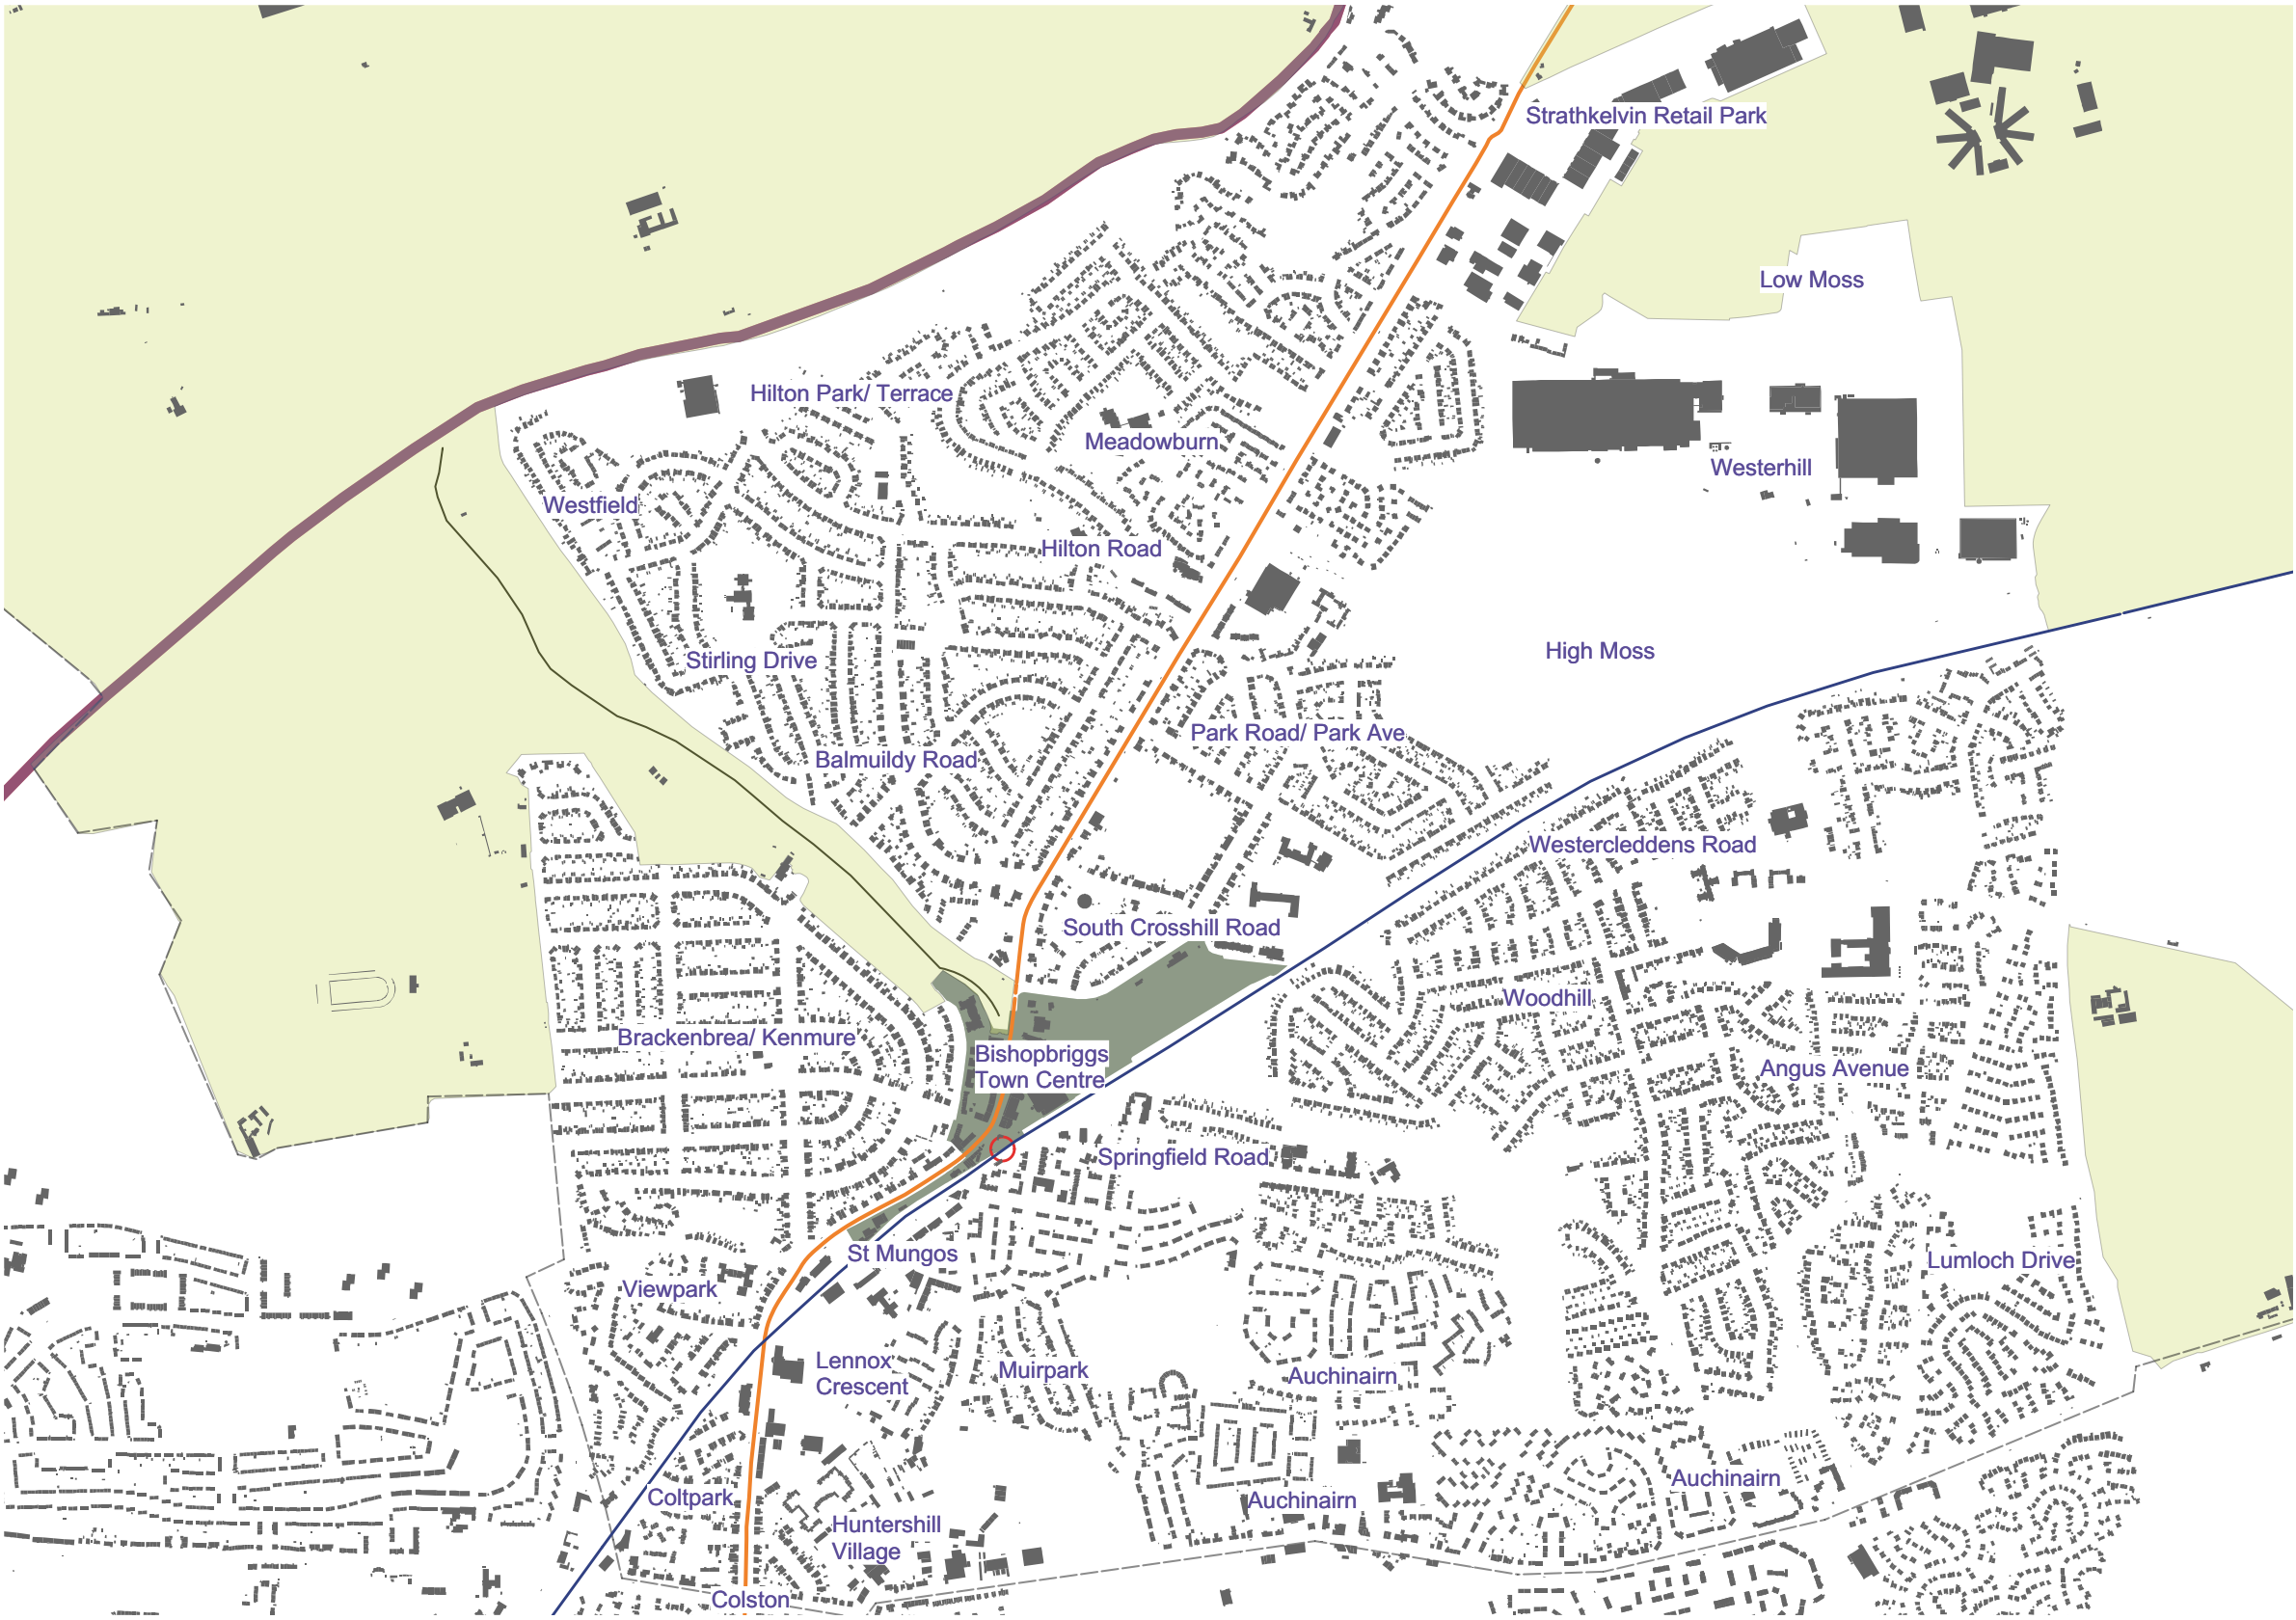 Strathkelvin Retail Park
Low Moss
Hilton Park/ Terrace
Meadowburn
Westerhill
Westfield
Hilton Road
High Moss
Stirling Drive
Park Road/ Park Ave
Balmuildy Road
Westercleddens Road
South Crosshill Road
Woodhill
Brackenbrea/ Kenmure
Bishopbriggs
Town Centre
Angus Avenue
Springfield Road
St Mungos
Lumloch Drive
Viewpark
Lennox
Crescent
Muirpark
Auchinairn
Auchinairn
Coltpark
Auchinairn
Huntershill
Village
Colston